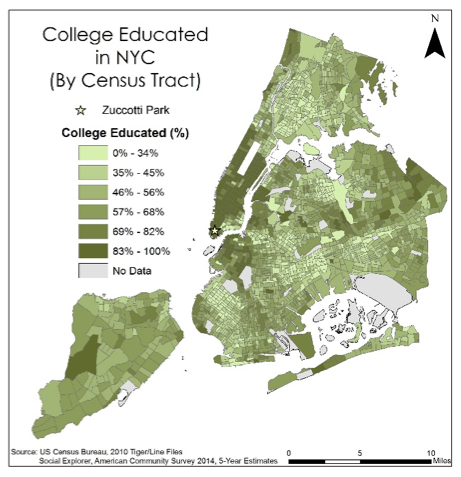 College Educated
in NYC
(By Census Tract)
N
Zuccotti Park
College Educated (%)
0% - 34%
35% - 45%
46% - 56%
57% - 68%
69% - 82%
83% - 100%
No Data
Source: US Census Bureau, 2010 Tiger/Line Files
Social Explorer, American Community Survey 2014, 5-Year Estimates
0 5 10
Miles